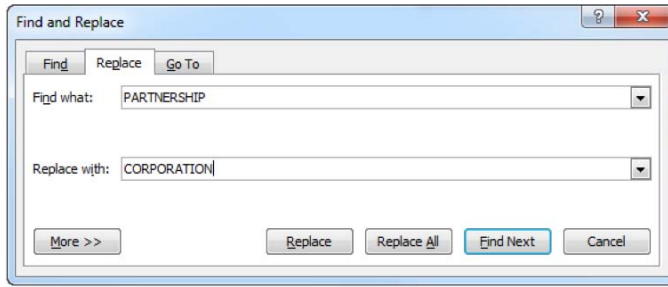 Find and Replace
Find Replace Go To
Find what: PARTNERSHIP
Replace with: CORPORATION
More >> Replace Replace All Find Next Cancel